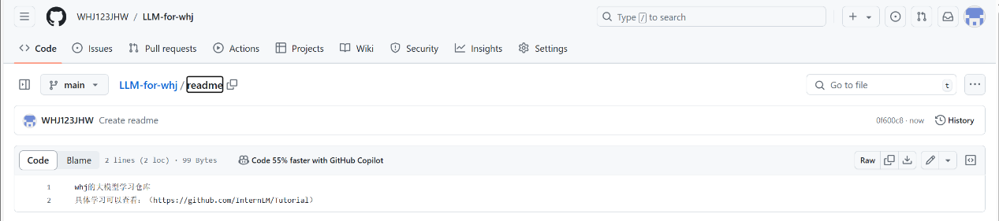 WHJ123JHW / LLM-for-whj
Type / to search
Code
Issues
Pull requests
Actions
Projects
Wiki
Security
Insights
Settings
main
LLM-for-whj / readme
Go to file
t
WHJ123JHW Create readme
0f600c8 · now
History
Code
Blame
2 lines (2 loc) · 99 Bytes
Code 55% faster with GitHub Copilot
Raw
1 whj的大模型学习仓库
2 具体学习可以查看：（https://github.com/InternLM/Tutorial）